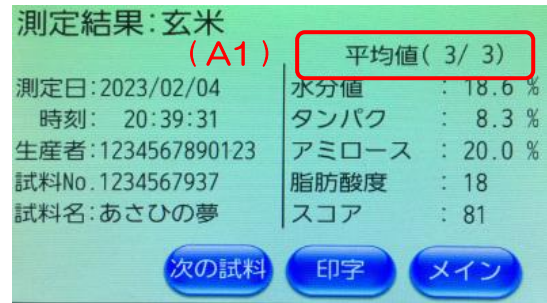 測定結果:玄米
(A1)
平均値( 3/ 3)
測定日:2023/02/04
時刻: 20:39:31
生産者:1234567890123
試料No.1234567937
試料名:あさひの夢
水分値 : 18.6 %
タンパク : 8.3 %
アミロース : 20.0 %
脂肪酸度 : 18
スコア : 81
次の試料
印字
メイン